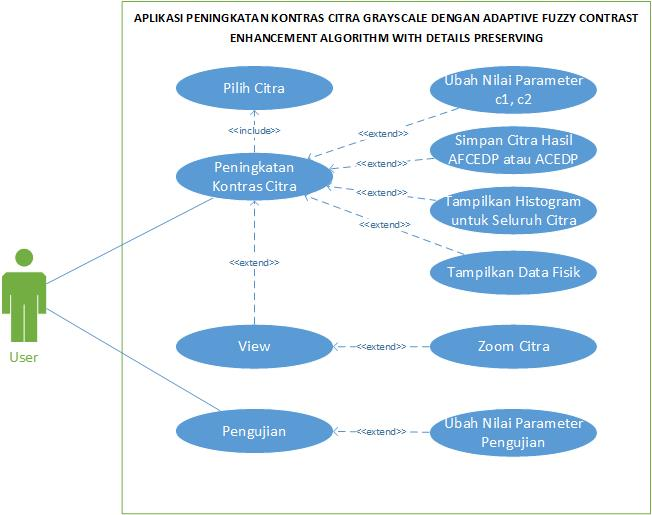 APLIKASI PENINGKATAN KONTRAS CITRA GRAYSCALE DENGAN ADAPTIVE FUZZY CONTRAST
ENHANCEMENT ALGORITHM WITH DETAILS PRESERVING
Pilih Citra
Ubah Nilai Parameter
c1, c2
<<include>>
<<extend>>
Simpan Citra Hasil
AFCEDP atau ACEDP
<<extend>>
Peningkatan
Kontras Citra
<<extend>>
Tampilkan Histogram
untuk Seluruh Citra
<<extend>>
Tampilkan Data Fisik
<<extend>>
User
View
<<extend>>
Zoom Citra
Pengujian
<<extend>>
Ubah Nilai Parameter
Pengujian